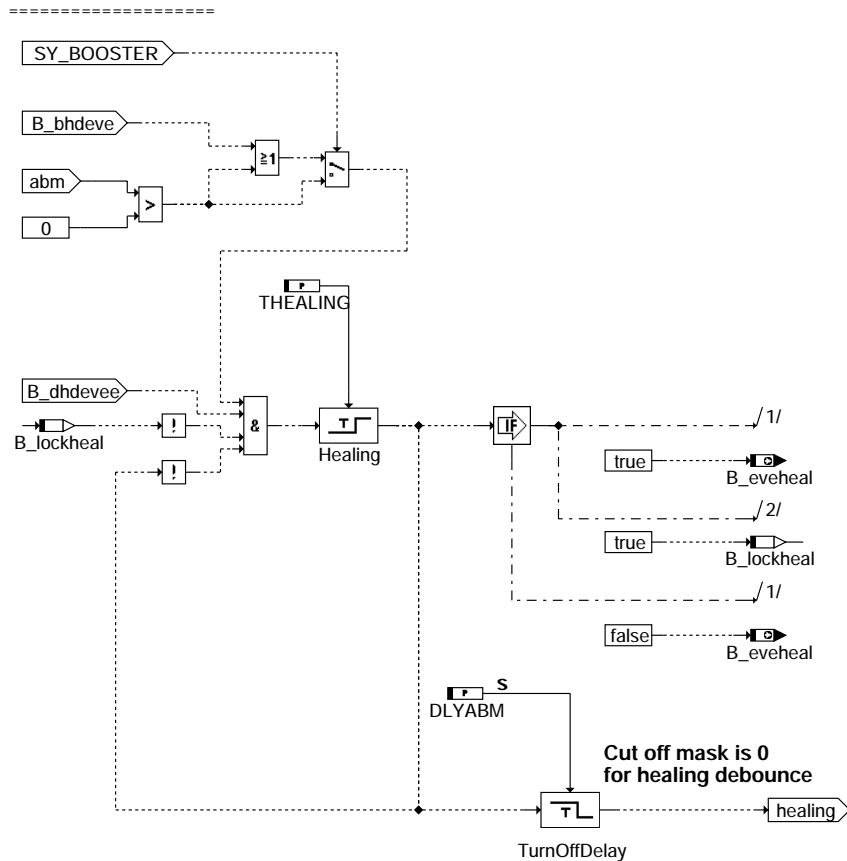 ===================
SY_BOOSTER
B_bhdeve
≧1
abm
>
0
P
THEALING
B_dhdevee
&
T
IF
1/
B_lockheal
!
Healing
true
B_eveheal
!
2/
true
B_lockheal
1/
false
B_eveheal
P
S
DLYABM
Cut off mask is 0
for healing debounce
T
healing
TurnOffDelay